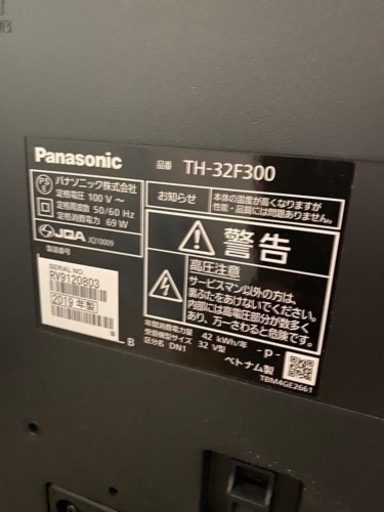 Panasonic 品番 TH-32F300
パナソニック株式会社
定格電圧 100 V～
定格周波数 50/60 Hz
定格消費電力 69 W
JQA JQ10009
製造番号
SERIAL NO.
RV9120803
2019 年製
お知らせ
本体の温度が高くなりますが
性能・品質には問題ありません。
警告
高圧注意
サービスマン以外の方は、
裏ぶたをあけないでください。
内部には高電圧部分が数多く
あり、万一さわると危険です。
B
年間消費電力量 42 kWh/年
受信機型サイズ 32 V型
区分名 DN1
-p-
ベトナム製
TBM4GE2661